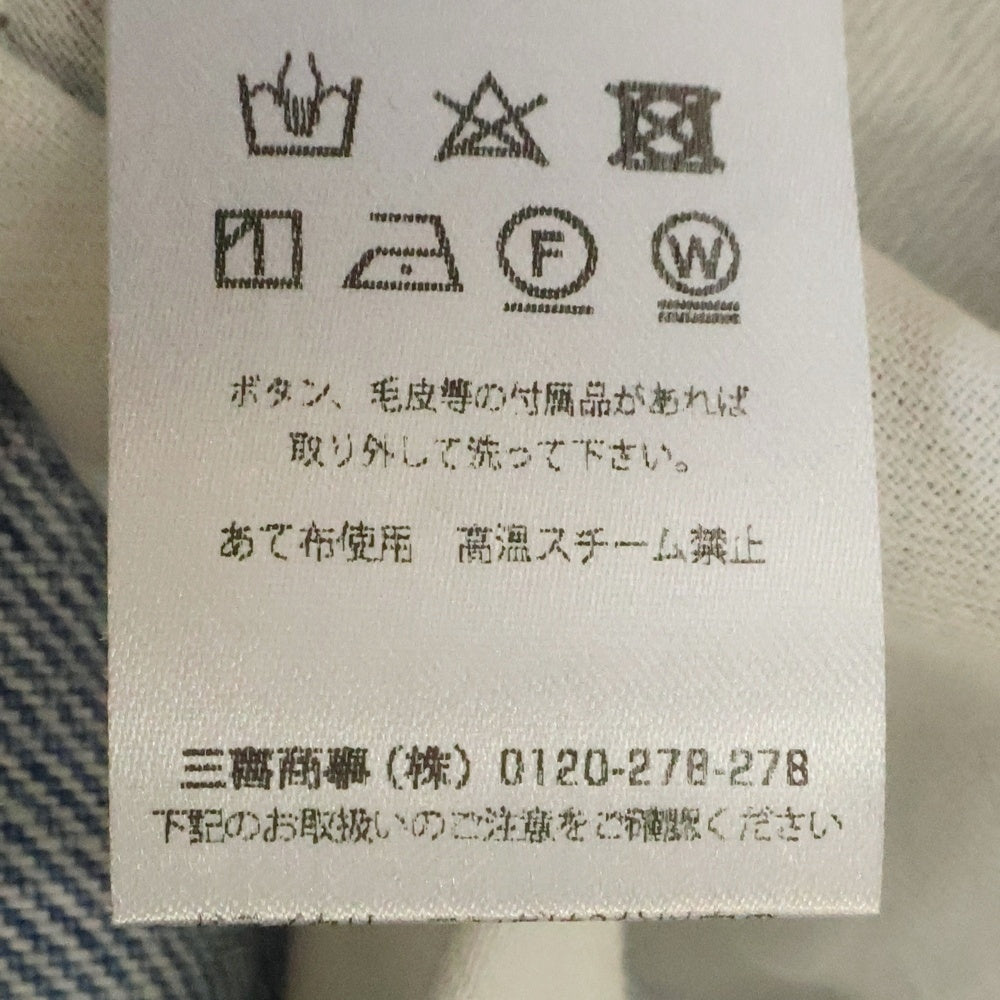 F W
ボタン、毛皮等の付属品があれば
取り外して洗って下さい。
あて布使用 高温スチーム禁止
三喜商事（株）0120-278-278
下記のお取扱いのご注意をご確認ください